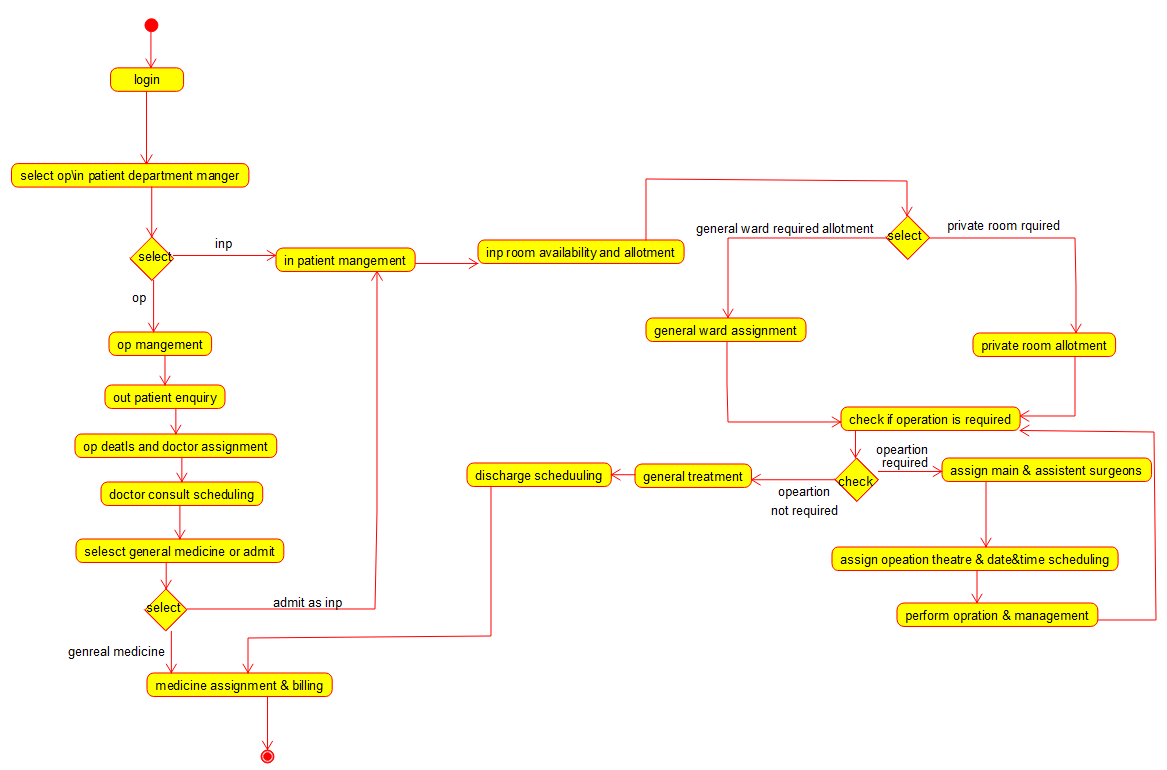 login
select op\in patient department manger
select
inp
in patient mangement
op
op mangement
out patient enquiry
op deatls and doctor assignment
doctor consult scheduling
selesct general medicine or admit
select
admit as inp
genreal medicine
medicine assignment & billing
inp room availability and allotment
select
general ward required allotment
private room rquired
general ward assignment
private room allotment
check if operation is required
check
opeartion
required
assign main & assistent surgeons
assign opeation theatre & date&time scheduling
perform opration & management
opeartion
not required
general treatment
discharge scheduuling